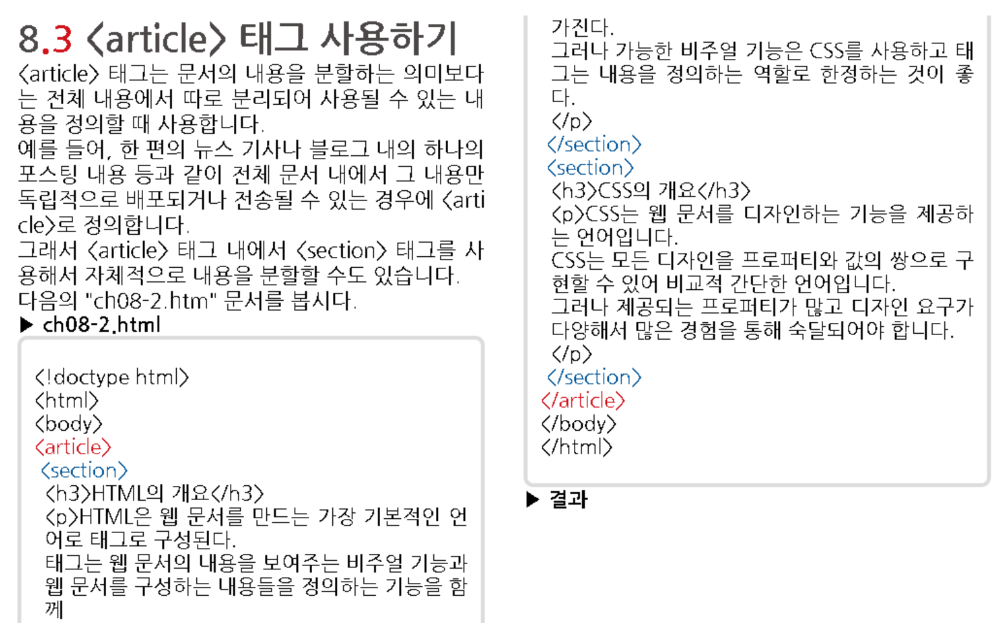 8.3 <article> 태그 사용하기
<article> 태그는 문서의 내용을 분할하는 의미보다
는 전체 내용에서 따로 분리되어 사용될 수 있는 내
용을 정의할 때 사용합니다.
예를 들어, 한 편의 뉴스 기사나 블로그 내의 하나의
포스팅 내용 등과 같이 전체 문서 내에서 그 내용만
독립적으로 배포되거나 전송될 수 있는 경우에 <arti
cle>로 정의합니다.
그래서 <article> 태그 내에서 <section> 태그를 사
용해서 자체적으로 내용을 분할할 수도 있습니다.
다음의 "ch08-2.htm" 문서를 봅시다.
▶ ch08-2.html
<!doctype html>
<html>
<body>
<article>
<section>
<h3>HTML의 개요</h3>
<p>HTML은 웹 문서를 만드는 가장 기본적인 언
어로 태그로 구성된다.
태그는 웹 문서의 내용을 보여주는 비주얼 기능과
웹 문서를 구성하는 내용들을 정의하는 기능을 함
께
가진다.
그러나 가능한 비주얼 기능은 CSS를 사용하고 태
그는 내용을 정의하는 역할로 한정하는 것이 좋
다.
</p>
</section>
<section>
<h3>CSS의 개요</h3>
<p>CSS는 웹 문서를 디자인하는 기능을 제공하
는 언어입니다.
CSS는 모든 디자인을 프로퍼티와 값의 쌍으로 구
현할 수 있어 비교적 간단한 언어입니다.
그러나 제공되는 프로퍼티가 많고 디자인 요구가
다양해서 많은 경험을 통해 숙달되어야 합니다.
</p>
</section>
</article>
</body>
</html>
▶ 결과